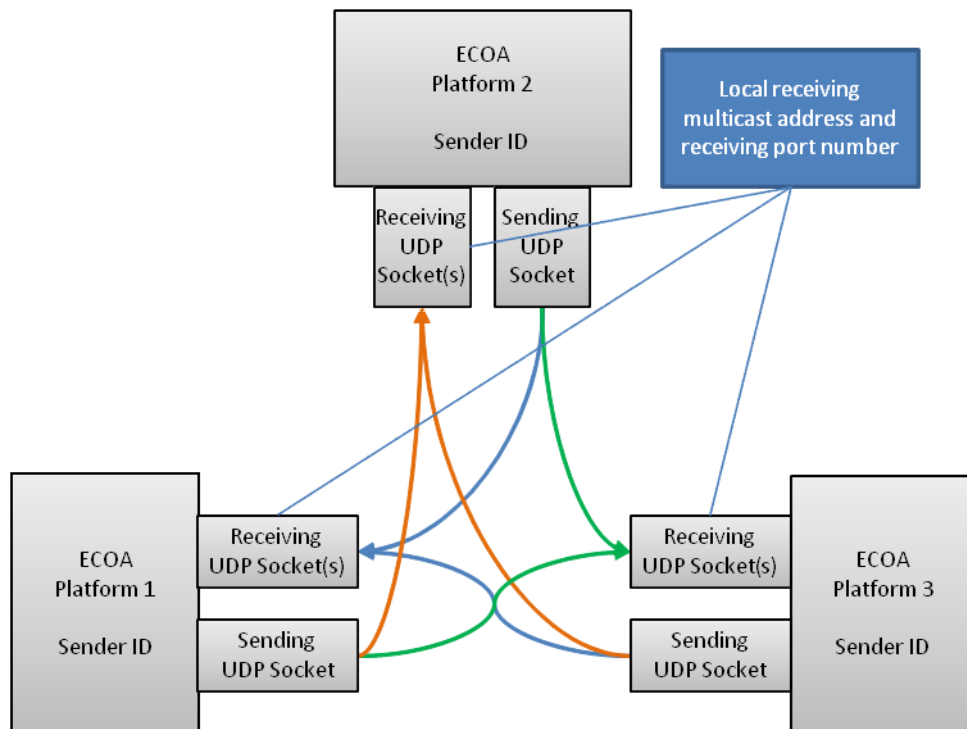 ECOA
Platform 2
Sender ID
Local receiving
multicast address and
receiving port number
Receiving
UDP
Socket(s)
Sending
UDP
Socket
ECOA
Platform 1
Sender ID
Receiving
UDP Socket(s)
Sending
UDP Socket
Receiving
UDP Socket(s)
Sending
UDP Socket
ECOA
Platform 3
Sender ID